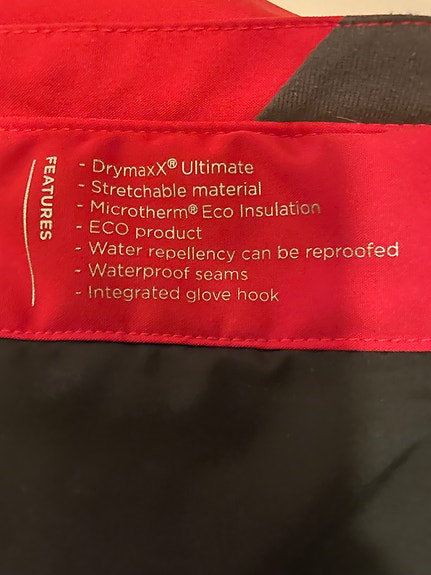 FEATURES
- DrymaxX® Ultimate
- Stretchable material
- Microtherm® Eco Insulation
- ECO product
- Water repellency can be reproofed
- Waterproof seams
- Integrated glove hook